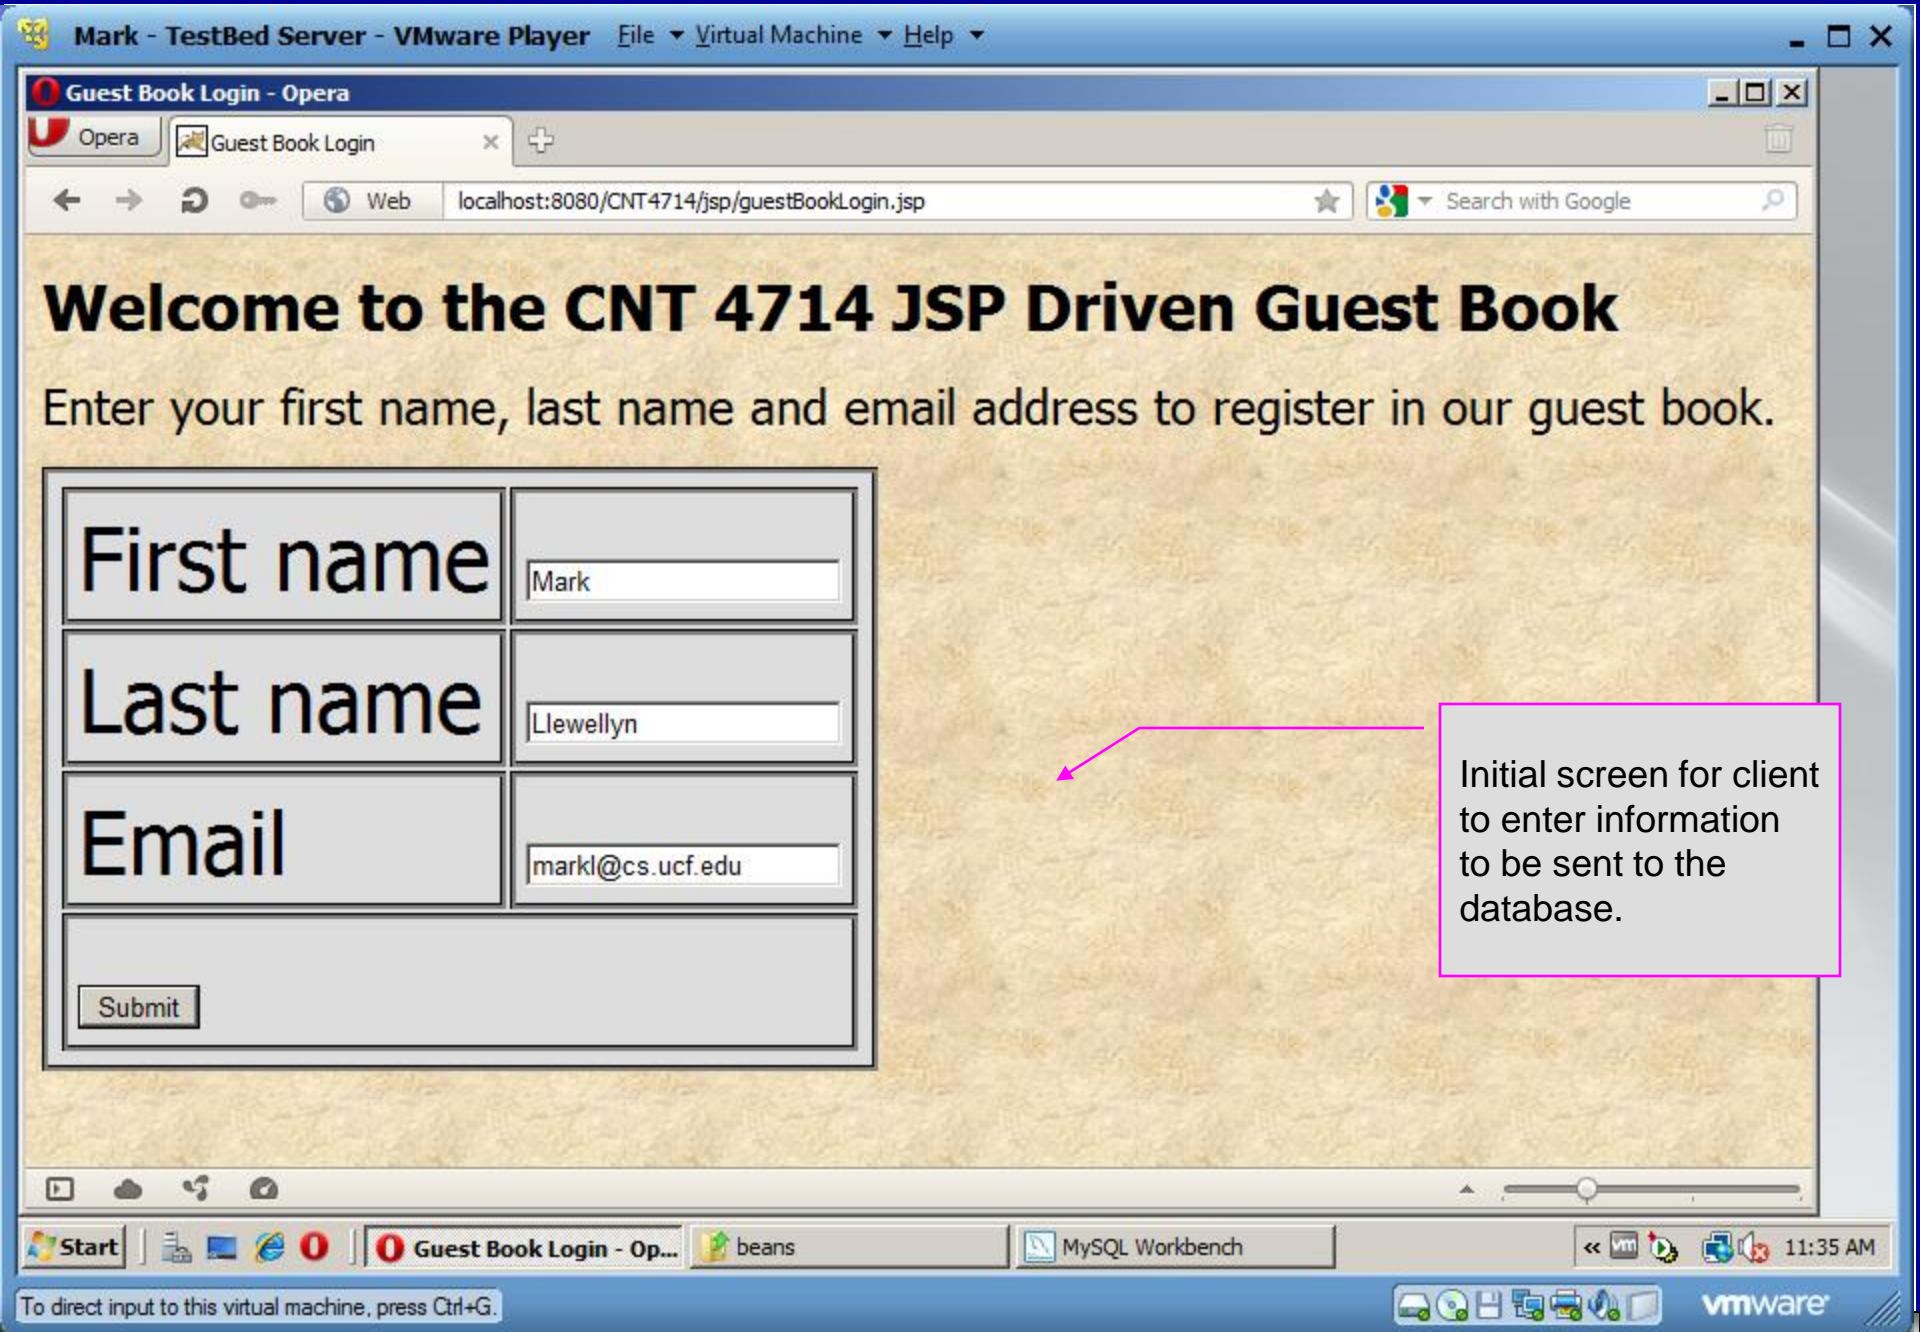 Mark - TestBed Server - VMware Player File Virtual Machine Help
Guest Book Login - Opera
Opera Guest Book Login
Web localhost:8080/CNT4714/jsp/guestBookLogin.jsp Search with Google
Welcome to the CNT 4714 JSP Driven Guest Book
Enter your first name, last name and email address to register in our guest book.
First name Mark
Last name Llewellyn
Email markl@cs.ucf.edu
Submit
Initial screen for client
to enter information
to be sent to the
database.
Start Guest Book Login - Op... beans MySQL Workbench « vm 11:35 AM
To direct input to this virtual machine, press Ctrl+G. vmware